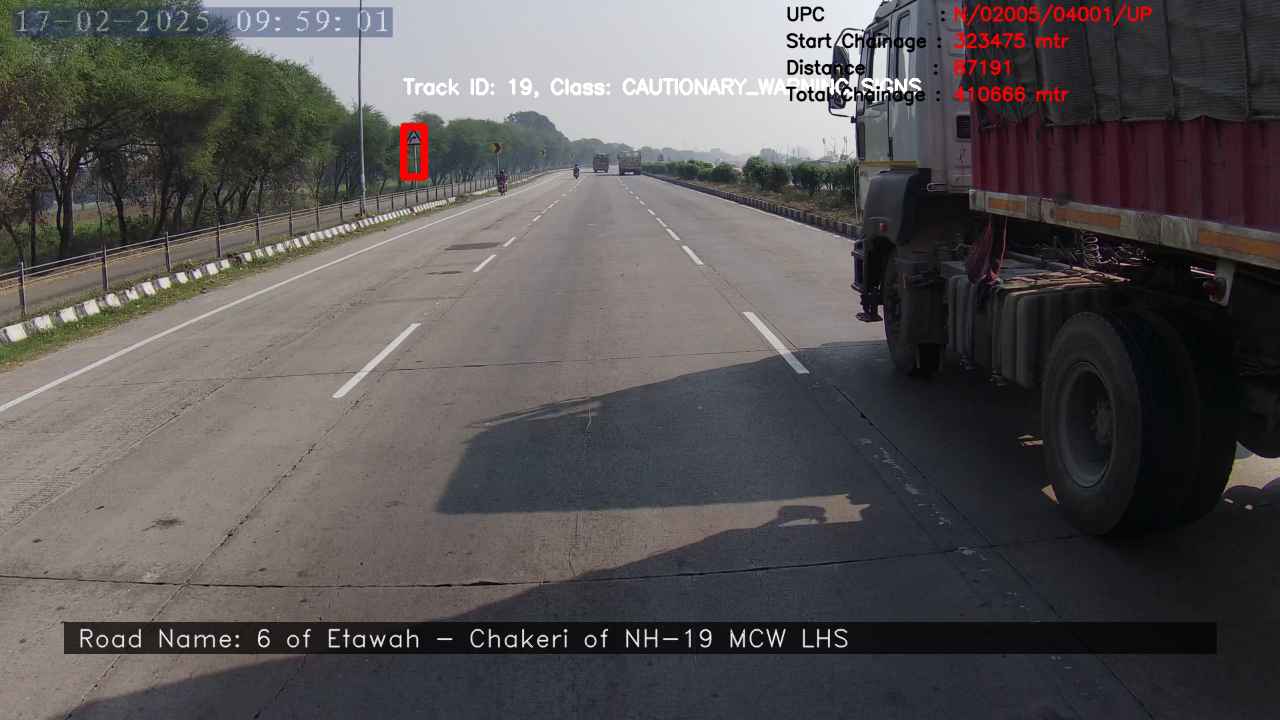 17-02-2025 09:59:01
UPC : N/02005/04001/UP
Start Chainage : 323475 mtr
Distance : 87191
Track ID: 19, Class: CAUTIONARY_WARNING_SIGNS
Total Chainage : 410666 mtr
Road Name: 6 of Etawah - Chakeri of NH-19 MCW LHS